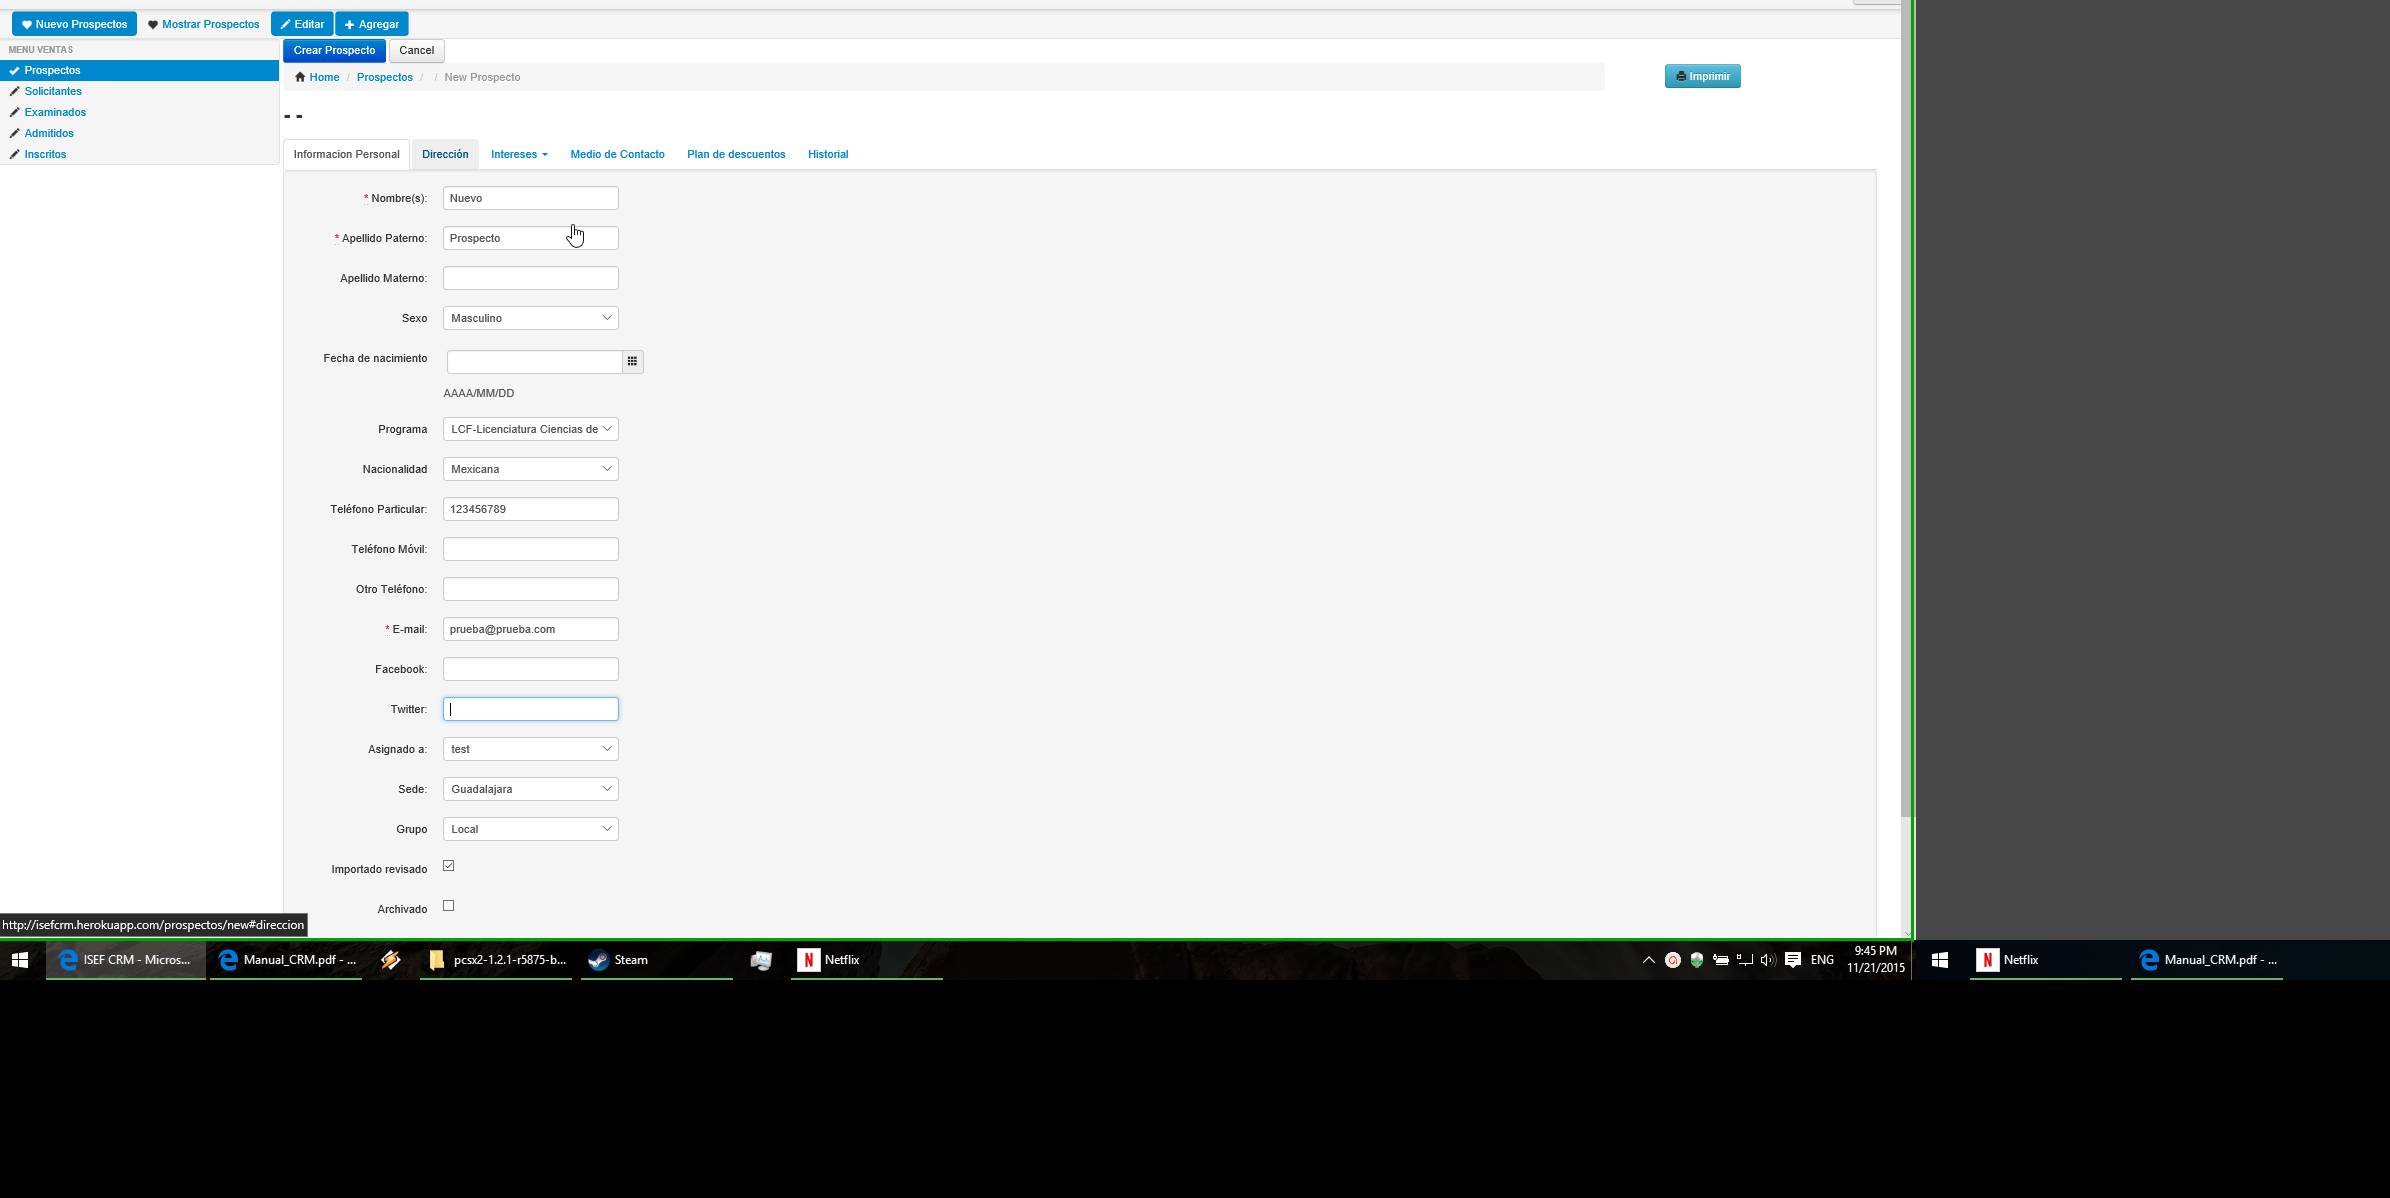 Nuevo Prospectos Mostrar Prospectos Editar Agregar
MENU VENTAS
Prospectos
Solicitantes
Examinados
Admitidos
Inscritos
Crear Prospecto Cancel
Home / Prospectos / / New Prospecto
Imprimir
- -
Informacion Personal Dirección Intereses Medio de Contacto Plan de descuentos Historial
* Nombre(s): Nuevo
* Apellido Paterno: Prospecto
Apellido Materno:
Sexo Masculino
Fecha de nacimiento
AAAA/MM/DD
Programa LCF-Licenciatura Ciencias de
Nacionalidad Mexicana
Teléfono Particular: 123456789
Teléfono Móvil:
Otro Teléfono:
* E-mail: prueba@prueba.com
Facebook:
Twitter:
Asignado a: test
Sede: Guadalajara
Grupo Local
Importado revisado
Archivado
http://isefcrm.herokuapp.com/prospectos/new#direccion
ISEF CRM - Micros... Manual_CRM.pdf - ... pcsx2-1.2.1-r5875-b... Steam N Netflix ENG 9:45 PM
11/21/2015
N Netflix Manual_CRM.pdf - ...